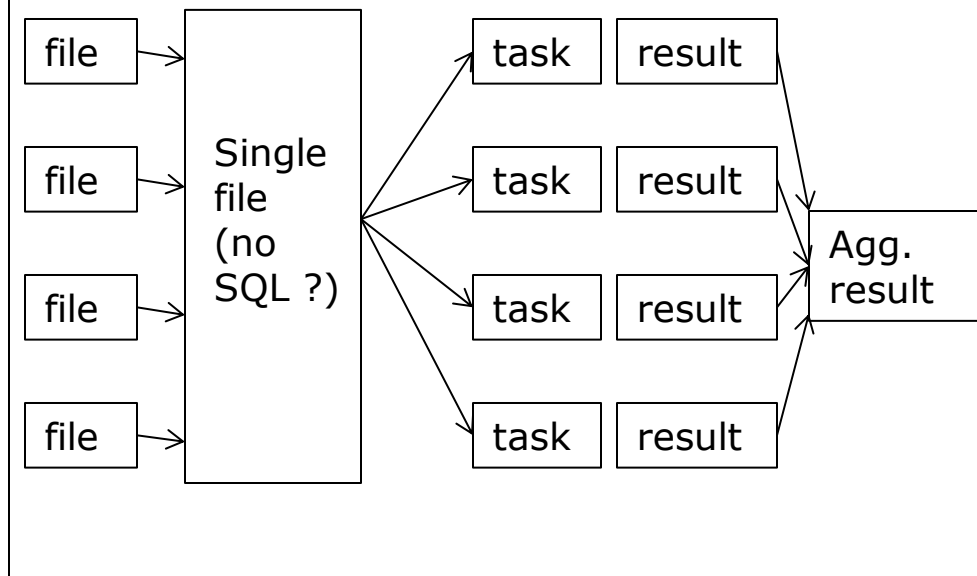 file
task
result
file
Single
file
(no
SQL ?)
task
result
Agg.
result
file
task
result
file
task
result